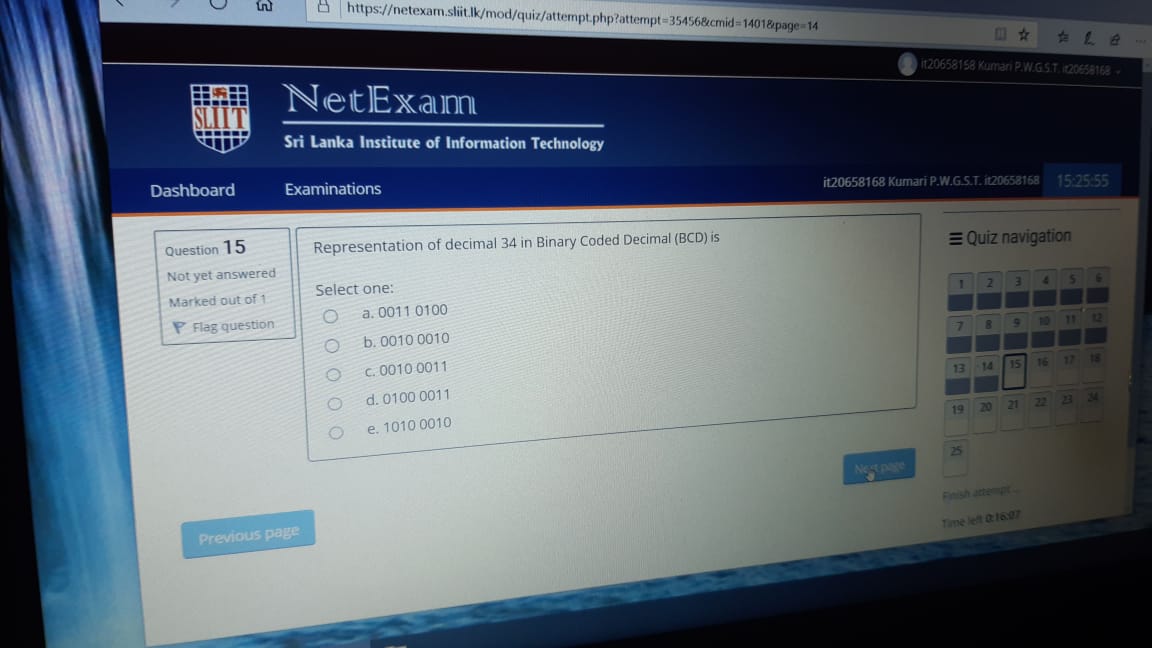 https://netexam.sliit.lk/mod/quiz/attempt.php?attempt=35456&cmid=1401&page=14
it20658168 Kumari P.W.G.S.T. it20658168
SLIIT
NetExam
Sri Lanka Institute of Information Technology
Dashboard Examinations
it20658168 Kumari P.W.G.S.T. it20658168 15:25:55
Question 15
Not yet answered
Marked out of 1
Flag question
Representation of decimal 34 in Binary Coded Decimal (BCD) is
Select one:
a. 0011 0100
b. 0010 0010
c. 0010 0011
d. 0100 0011
e. 1010 0010
Next page
Previous page
Quiz navigation
1 2 3 4 5 6
7 8 9 10 11 12
13 14 15 16 17 18
19 20 21 22 23 24
25
Finish attempt ...
Time left 0:16:07